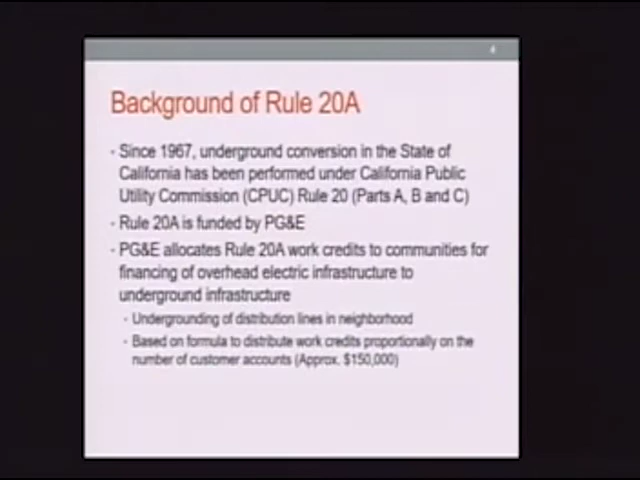 4
Background of Rule 20A
- Since 1967, underground conversion in the State of
California has been performed under California Public
Utility Commission (CPUC) Rule 20 (Parts A, B and C)
- Rule 20A is funded by PG&E
- PG&E allocates Rule 20A work credits to communities for
financing of overhead electric infrastructure to
underground infrastructure
- Undergrounding of distribution lines in neighborhood
- Based on formula to distribute work credits proportionally on the
number of customer accounts (Approx. $150,000)